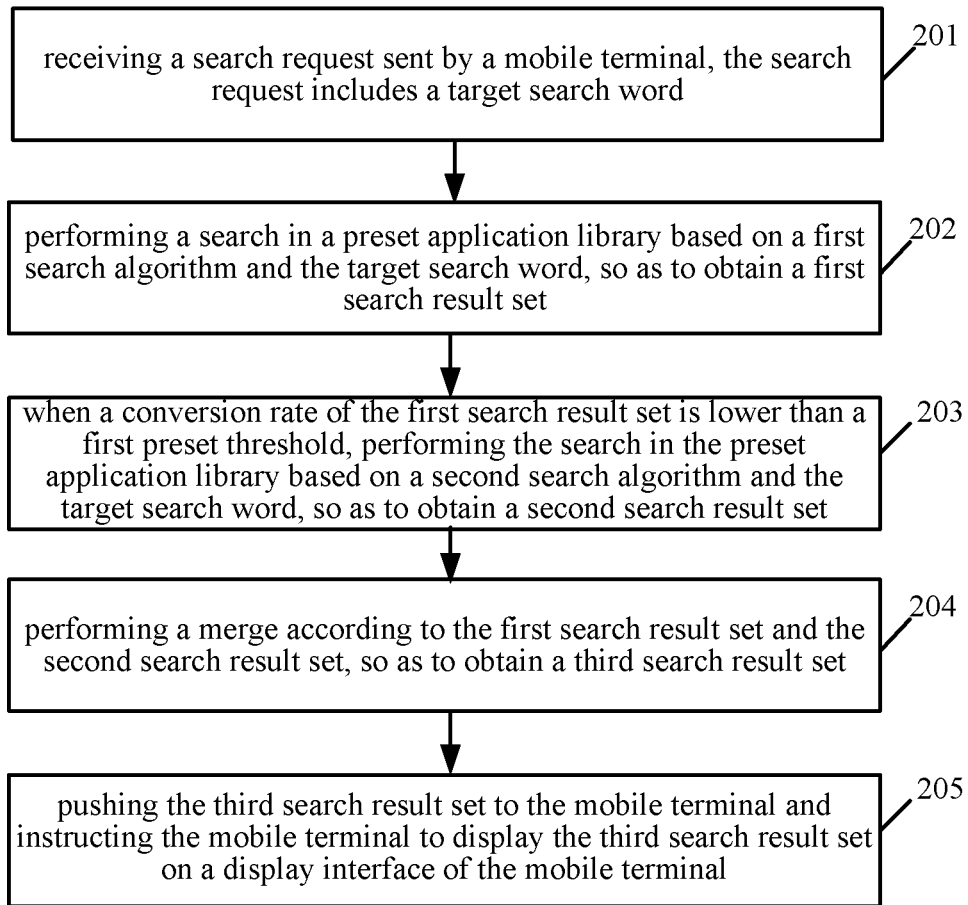 receiving a search request sent by a mobile terminal, the search
request includes a target search word
201
performing a search in a preset application library based on a first
search algorithm and the target search word, so as to obtain a first
search result set
202
when a conversion rate of the first search result set is lower than a
first preset threshold, performing the search in the preset
application library based on a second search algorithm and the
target search word, so as to obtain a second search result set
203
performing a merge according to the first search result set and the
second search result set, so as to obtain a third search result set
204
pushing the third search result set to the mobile terminal and
instructing the mobile terminal to display the third search result set
on a display interface of the mobile terminal
205